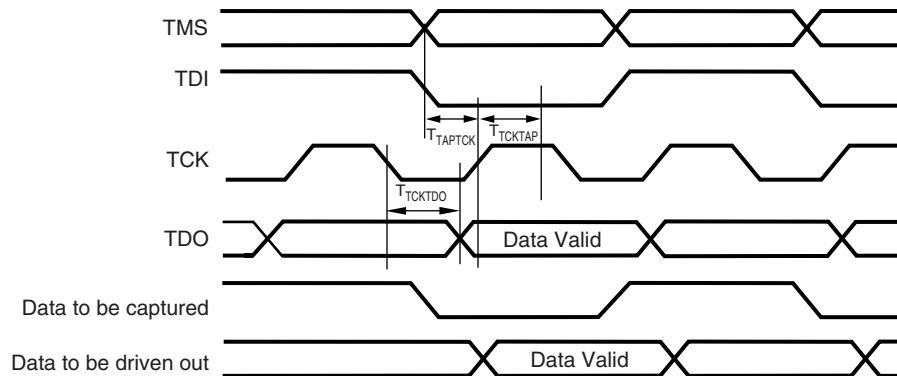 TMS
TDI
TTAPTCK TTCKTAP
TCK
TTCKTDO
TDO Data Valid
Data to be captured
Data to be driven out Data Valid